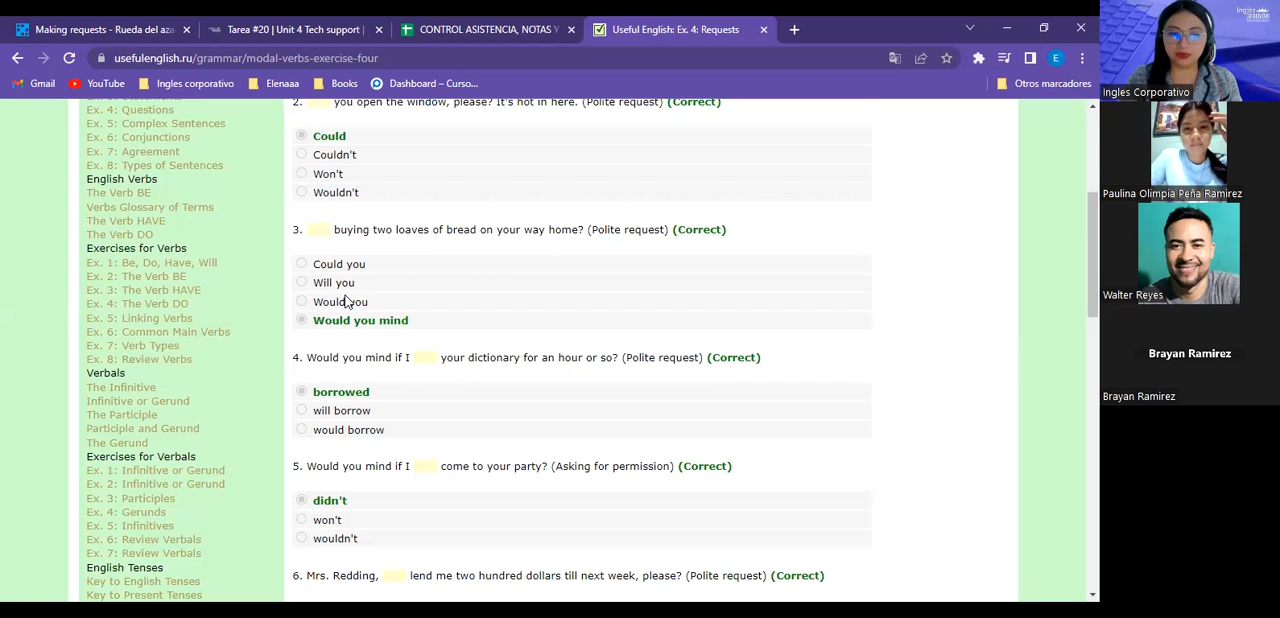 Making requests - Rueda del aza
Tarea #20 | Unit 4 Tech support |
CONTROL ASISTENCIA, NOTAS Y
Useful English: Ex. 4: Requests
usefulenglish.ru/grammar/modal-verbs-exercise-four
E
Gmail
YouTube
Ingles corporativo
Elenaaa
Books
Dashboard – Curso...
Otros marcadores
Ex. 4: Questions
Ex. 5: Complex Sentences
Ex. 6: Conjunctions
Ex. 7: Agreement
Ex. 8: Types of Sentences
English Verbs
The Verb BE
Verbs Glossary of Terms
The Verb HAVE
The Verb DO
Exercises for Verbs
Ex. 1: Be, Do, Have, Will
Ex. 2: The Verb BE
Ex. 3: The Verb HAVE
Ex. 4: The Verb DO
Ex. 5: Linking Verbs
Ex. 6: Common Main Verbs
Ex. 7: Verb Types
Ex. 8: Review Verbs
Verbals
The Infinitive
Infinitive or Gerund
The Participle
Participle and Gerund
The Gerund
Exercises for Verbals
Ex. 1: Infinitive or Gerund
Ex. 2: Infinitive or Gerund
Ex. 3: Participles
Ex. 4: Gerunds
Ex. 5: Infinitives
Ex. 6: Review Verbals
Ex. 7: Review Verbals
English Tenses
Key to English Tenses
Key to Present Tenses
2. you open the window, please? It's hot in here. (Polite request) (Correct)
Could
Couldn't
Won't
Wouldn't
3. buying two loaves of bread on your way home? (Polite request) (Correct)
Could you
Will you
Would you
Would you mind
4. Would you mind if I your dictionary for an hour or so? (Polite request) (Correct)
borrowed
will borrow
would borrow
5. Would you mind if I come to your party? (Asking for permission) (Correct)
didn't
won't
wouldn't
6. Mrs. Redding, lend me two hundred dollars till next week, please? (Polite request) (Correct)
Ingles Corporativo
Paulina Olimpia Peña Ramirez
Walter Reyes
Brayan Ramirez
Brayan Ramirez